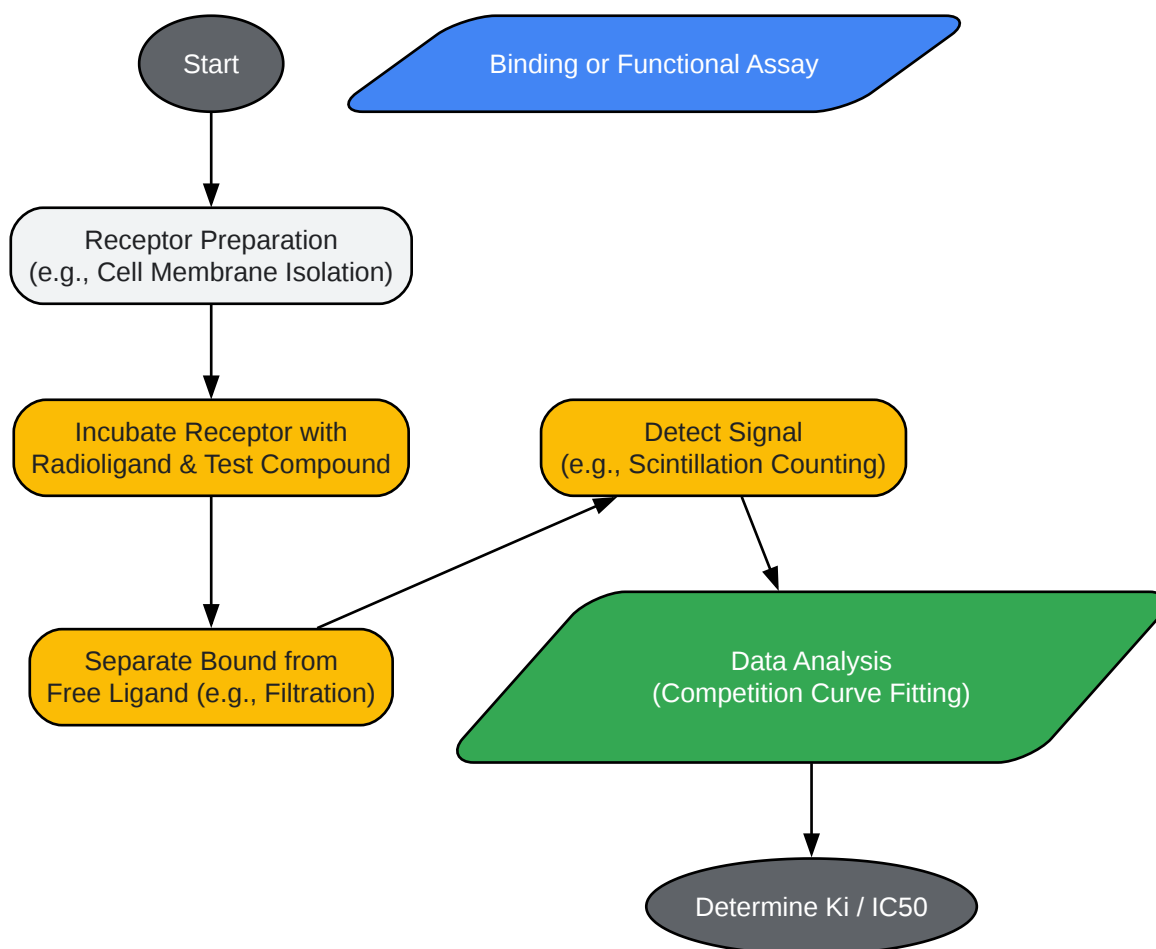 Start
Binding or Functional Assay
Receptor Preparation
(e.g., Cell Membrane Isolation)
Incubate Receptor with
Radioligand & Test Compound
Separate Bound from
Free Ligand (e.g., Filtration)
Detect Signal
(e.g., Scintillation Counting)
Data Analysis
(Competition Curve Fitting)
Determine Ki / IC50